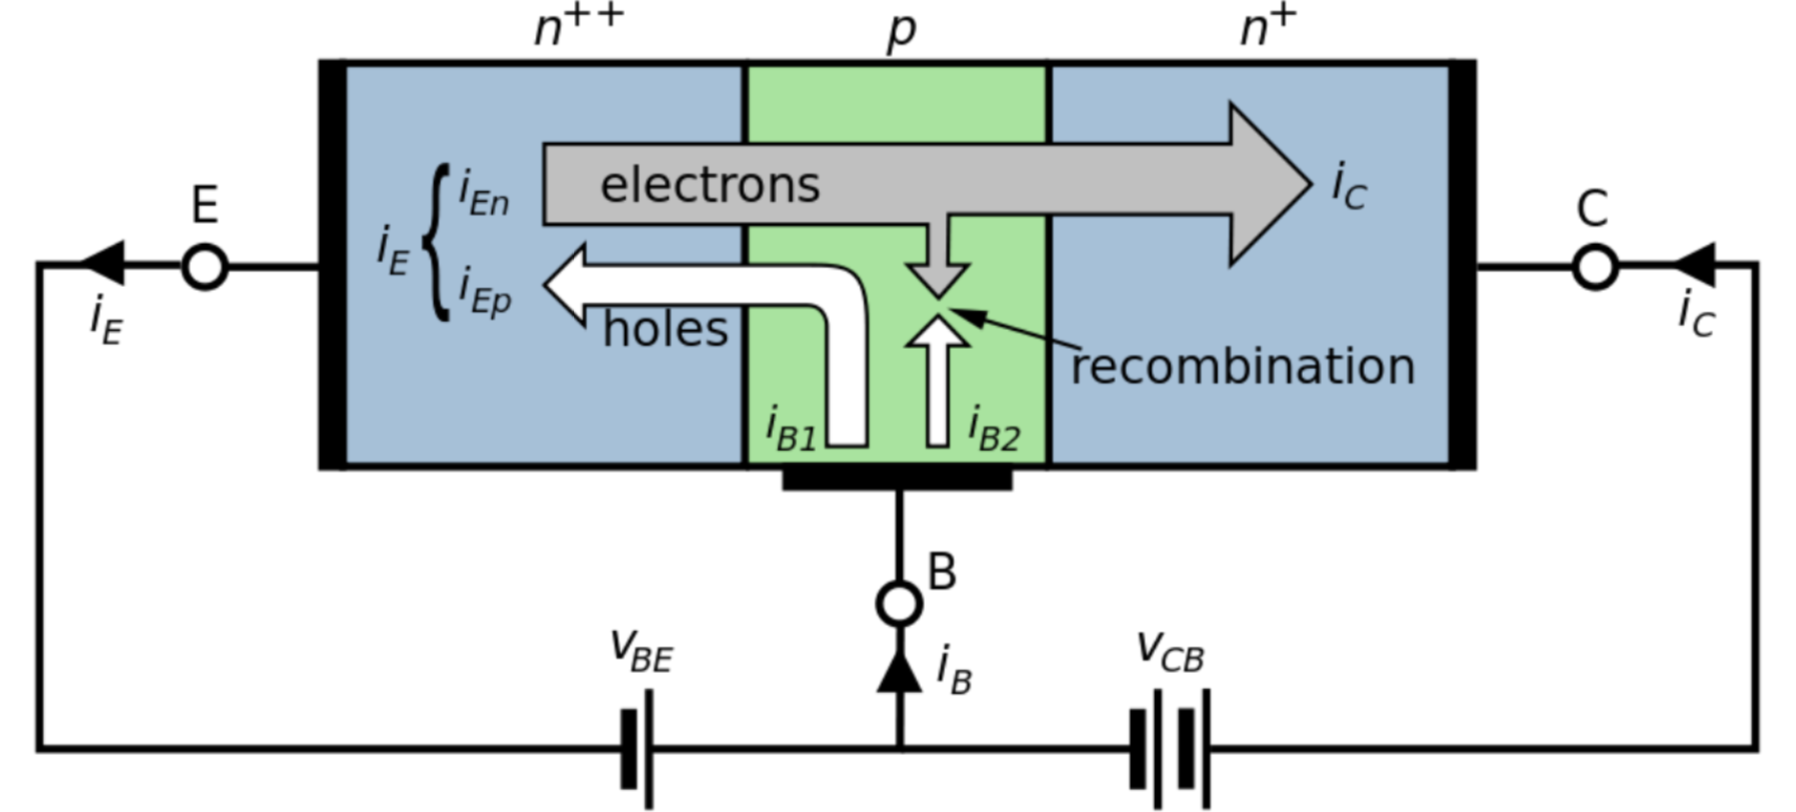 n++ p n+
electrons
iC
iEn
iE
iEp
holes
E
iE
C
iC
recombination
iB1
iB2
B
iB
vBE
vCB